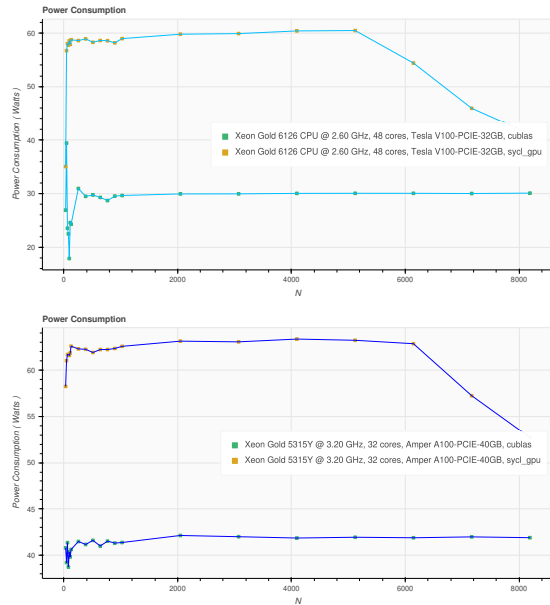 Power Consumption
60
50
40
30
20
Power Consumption ( Watts )
Xeon Gold 6126 CPU @ 2.60 GHz, 48 cores, Tesla V100-PCIE-32GB, cublas
Xeon Gold 6126 CPU @ 2.60 GHz, 48 cores, Tesla V100-PCIE-32GB, sycl_gpu
0 2000 4000 6000 8000
N
Power Consumption
60
55
50
45
40
Power Consumption ( Watts )
Xeon Gold 5315Y @ 3.20 GHz, 32 cores, Amper A100-PCIE-40GB, cublas
Xeon Gold 5315Y @ 3.20 GHz, 32 cores, Amper A100-PCIE-40GB, sycl_gpu
0 2000 4000 6000 8000
N